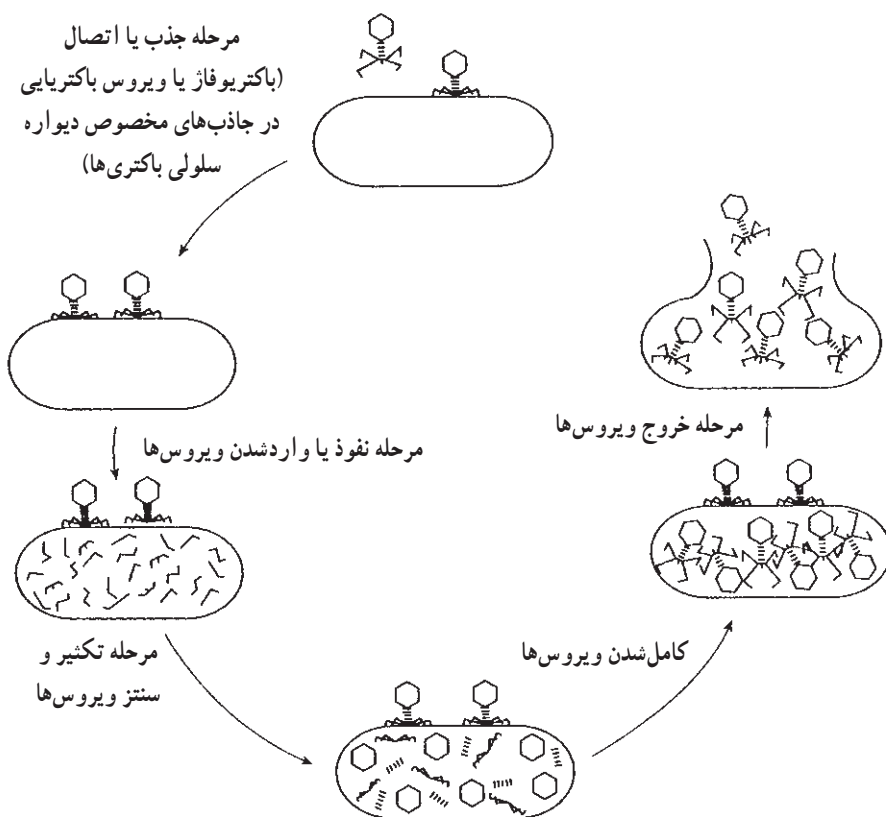 مرحله جذب یا اتصال
(باکتریوفاژ یا ویروس باکتریایی
در جاذب‌های مخصوص دیواره
سلولی باکتری‌ها)
مرحله نفوذ یا واردشدن ویروس‌ها
مرحله تکثیر و
سنتز ویروس‌ها
کامل‌شدن ویروس‌ها
مرحله خروج ویروس‌ها